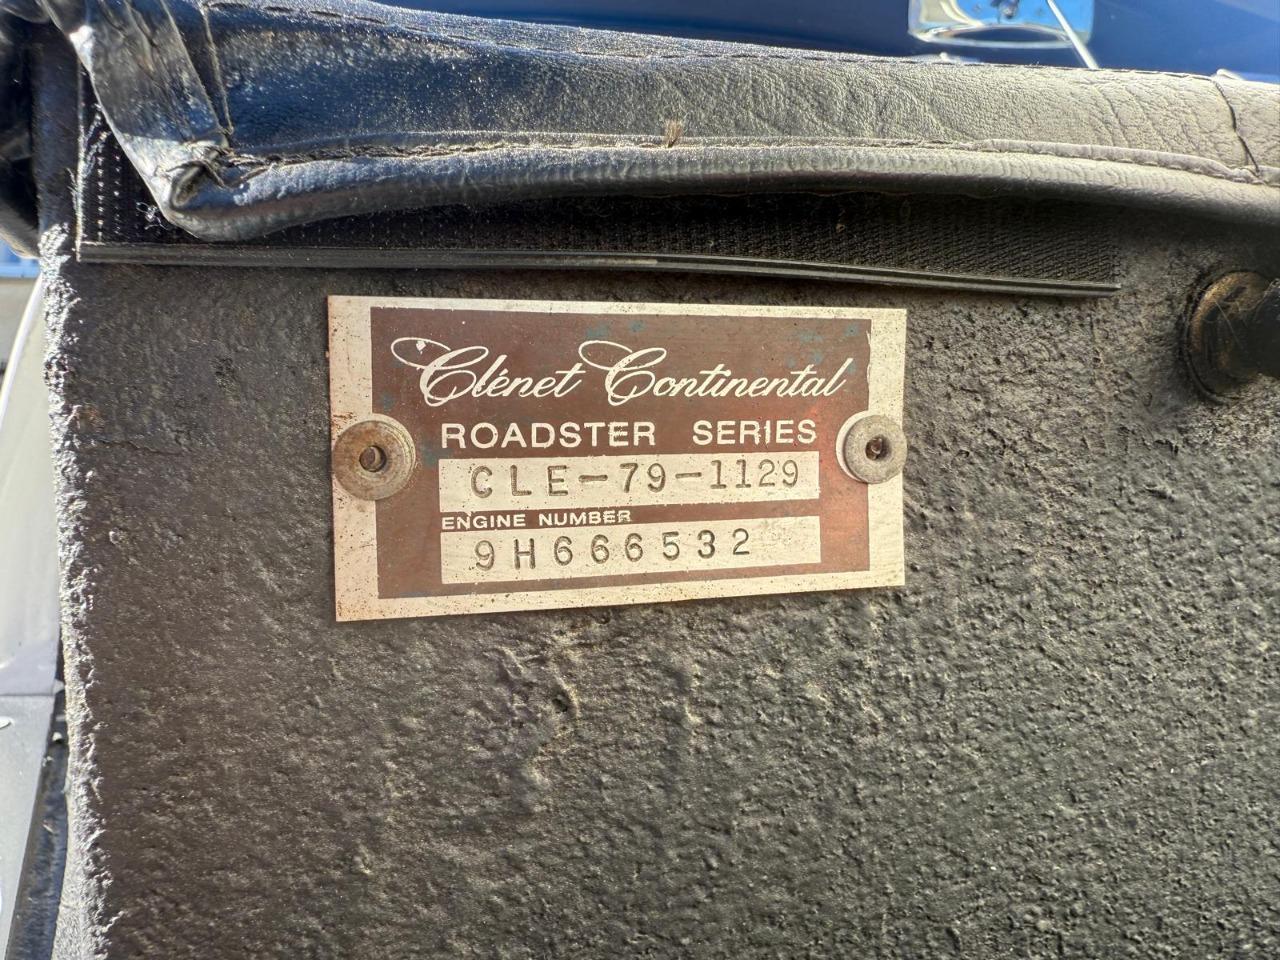 Clénet Continental
ROADSTER SERIES
CLE-79-1129
ENGINE NUMBER
9H666532